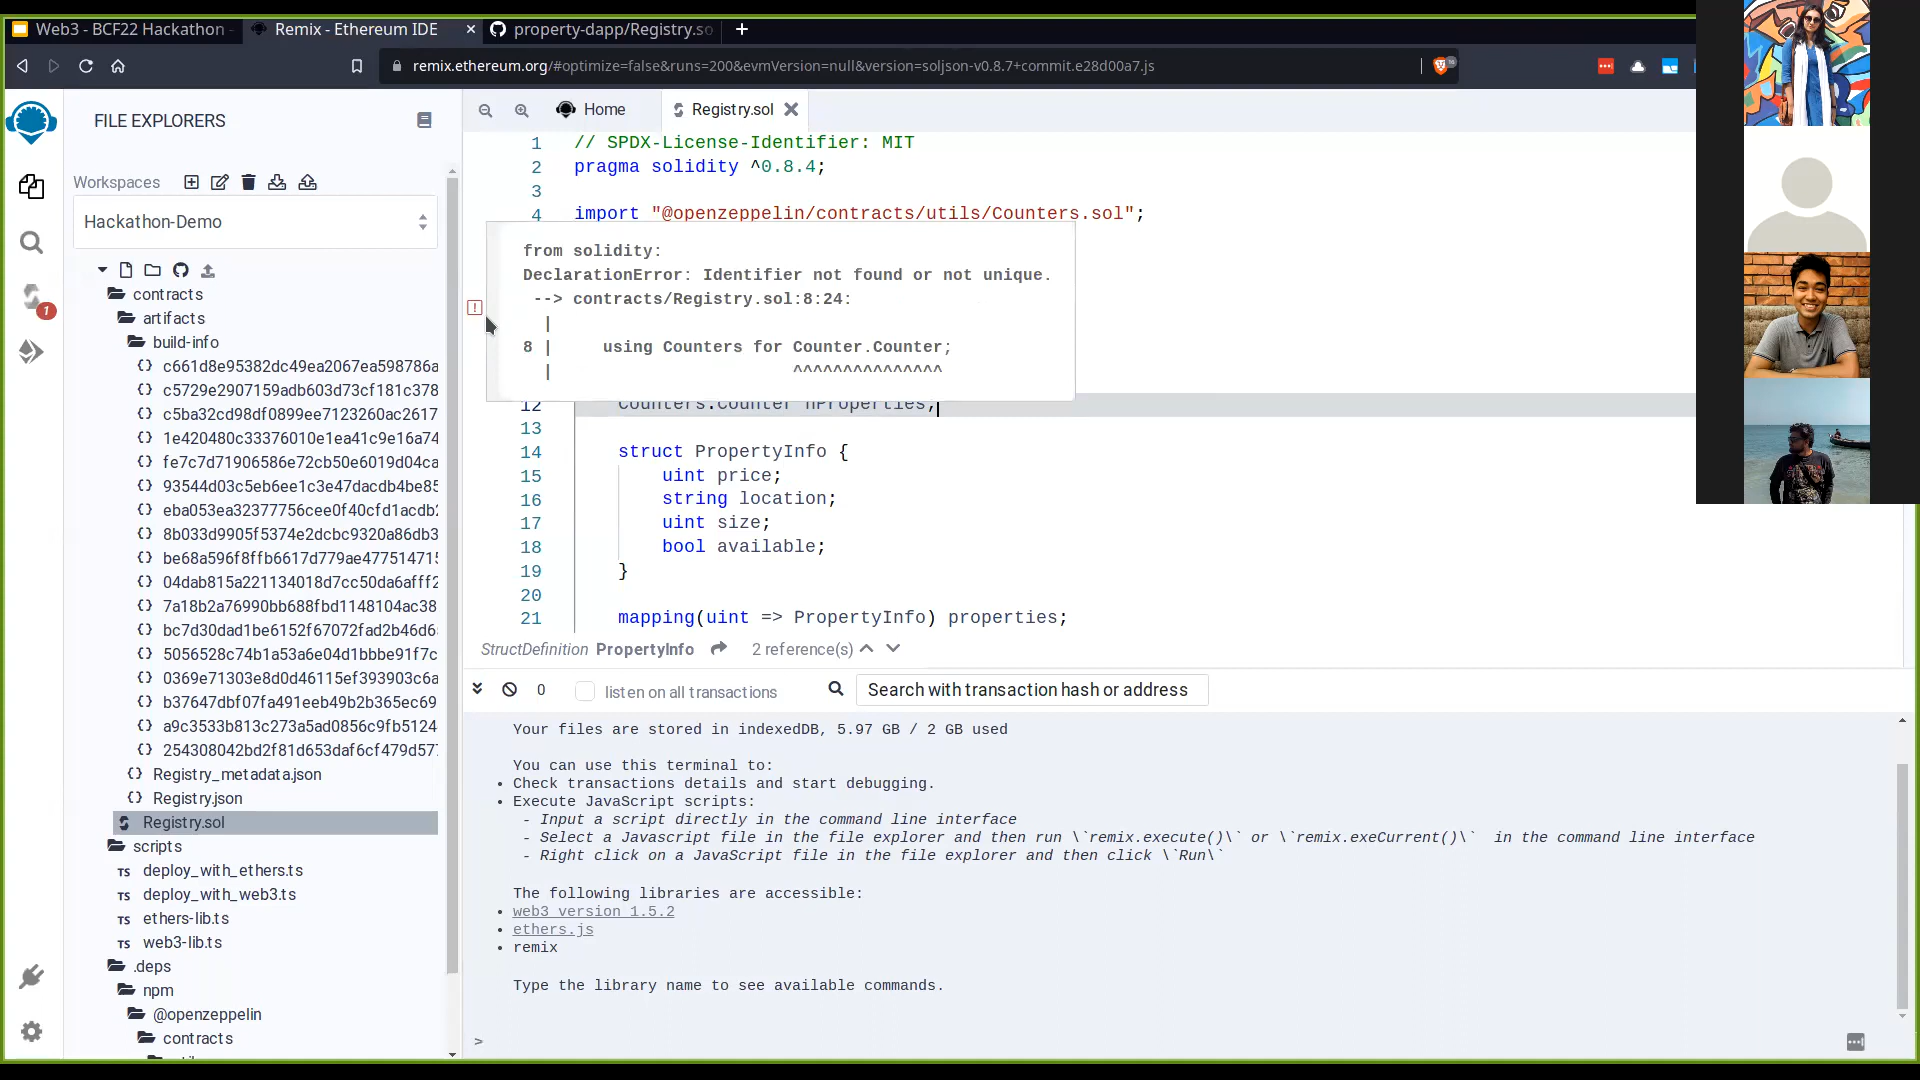 Web3 - BCF22 Hackathon -
Remix - Ethereum IDE
property-dapp/Registry.so
remix.ethereum.org/#optimize=false&runs=200&evmVersion=null&version=soljson-v0.8.7+commit.e28d00a7.js
FILE EXPLORERS
Workspaces
Hackathon-Demo
contracts
artifacts
build-info
c661d8e95382dc49ea2067ea598786a
c5729e2907159adb603d73cf181c378
c5ba32cd98df0899ee7123260ac2617
1e420480c33376010e1ea41c9e16a74
fe7c7d71906586e72cb50e6019d04ca
93544d03c5eb6ee1c3e47dacdb4be85
eba053ea32377756cee0f40cfd1acdb2
8b033d9905f5374e2dcbc9320a86db3
be68a596f8ffb6617d779ae477514715
04dab815a221134018d7cc50da6afff2
7a18b2a76990bb688fbd1148104ac38
bc7d30dad1be6152f67072fad2b46d6
5056528c74b1a53a6e04d1bbbe91f7c
0369e71303e8d0d46115ef393903c6a
b37647dbf07fa491eeb49b2b365ec69
a9c3533b813c273a5ad0856c9fb5124
254308042bd2f81d653daf6cf479d577
Registry_metadata.json
Registry.json
Registry.sol
scripts
deploy_with_ethers.ts
deploy_with_web3.ts
ethers-lib.ts
web3-lib.ts
.deps
npm
@openzeppelin
contracts
1
Home
Registry.sol
1 // SPDX-License-Identifier: MIT
2 pragma solidity ^0.8.4;
3
4 import "@openzeppelin/contracts/utils/Counters.sol";
from solidity:
DeclarationError: Identifier not found or not unique.
--> contracts/Registry.sol:8:24:
|
8 | using Counters for Counter.Counter;
| ^^^^^^^^^^^^^^^
12 Counters.Counter nProperties;
13
14 struct PropertyInfo {
15 uint price;
16 string location;
17 uint size;
18 bool available;
19 }
20
21 mapping(uint => PropertyInfo) properties;
StructDefinition PropertyInfo 2 reference(s)
0 listen on all transactions Search with transaction hash or address
Your files are stored in indexedDB, 5.97 GB / 2 GB used
You can use this terminal to:
• Check transactions details and start debugging.
• Execute JavaScript scripts:
- Input a script directly in the command line interface
- Select a Javascript file in the file explorer and then run \`remix.execute()\` or \`remix.exeCurrent()\` in the command line interface
- Right click on a JavaScript file in the file explorer and then click \`Run\`
The following libraries are accessible:
• web3 version 1.5.2
• ethers.js
• remix
Type the library name to see available commands.
>